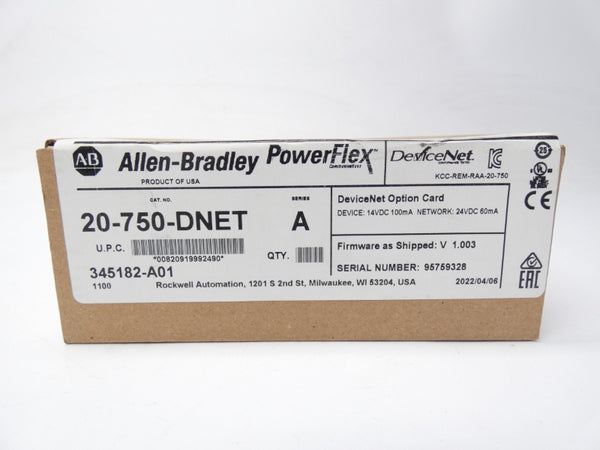 AB Allen-Bradley PowerFlex DeviceNet
PRODUCT OF USA
KCC-REM-RAA-20-750
CAT. NO. SERIES
20-750-DNET A
U.P.C. QTY.
*00820919992490*
345182-A01
1100
Rockwell Automation, 1201 S 2nd St, Milwaukee, WI 53204, USA
DeviceNet Option Card
DEVICE: 14VDC 100mA NETWORK: 24VDC 60mA
Firmware as Shipped: V 1.003
SERIAL NUMBER: 95759328
2022/04/06
25
UL
CE
EAC